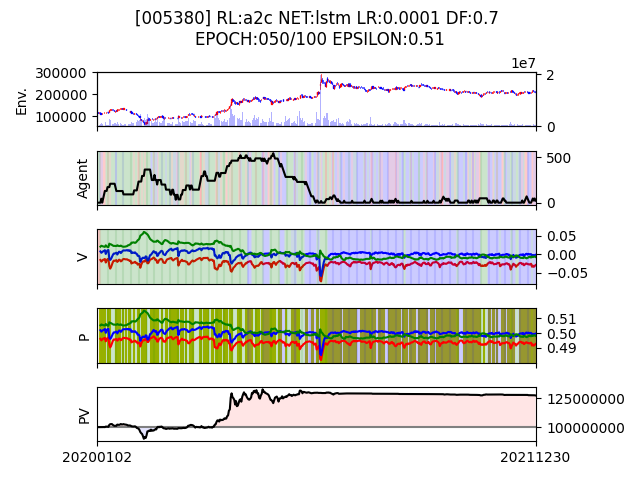 [005380] RL:a2c NET:lstm LR:0.0001 DF:0.7
EPOCH:050/100 EPSILON:0.51
1e7
300000
200000
100000
Env.
2
0
Agent
500
0
V
0.05
0.00
−0.05
P
0.51
0.50
0.49
PV
125000000
100000000
20200102
20211230